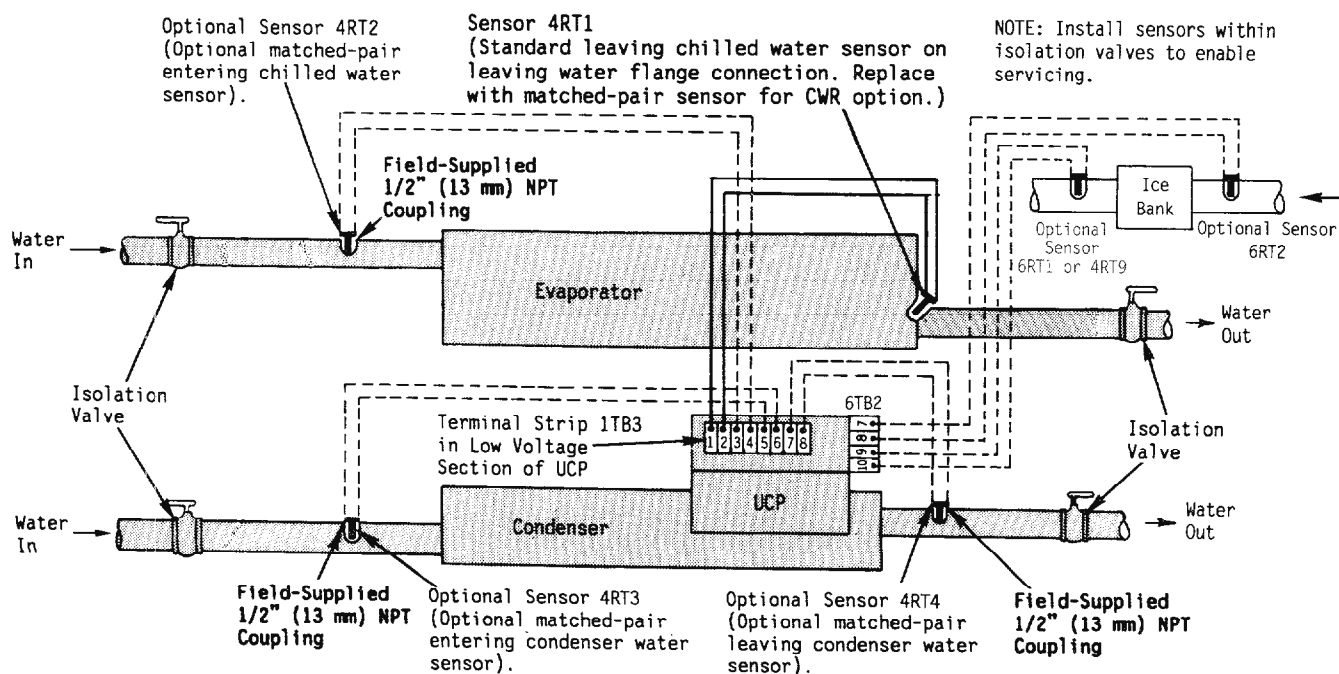 Optional Sensor 4RT2
(Optional matched-pair
entering chilled water
sensor).
Sensor 4RT1
(Standard leaving chilled water sensor on
leaving water flange connection. Replace
with matched-pair sensor for CWR option.)
NOTE: Install sensors within
isolation valves to enable
servicing.
Field-Supplied
1/2" (13 mm) NPT
Coupling
Ice
Bank
Optional
Sensor
6RT1 or 4RT9
Optional Sensor
6RT2
Water
In
Evaporator
Water
Out
Isolation
Valve
Terminal Strip 1TB3
in Low Voltage
Section of UCP
1 2 3 4 5 6 7 8
6TB2
7
8
9
10
Isolation
Valve
UCP
Water
In
Condenser
Water
Out
Field-Supplied
1/2" (13 mm) NPT
Coupling
Optional Sensor 4RT3
(Optional matched-pair
entering condenser water
sensor).
Optional Sensor 4RT4
(Optional matched-pair
leaving condenser water
sensor).
Field-Supplied
1/2" (13 mm) NPT
Coupling